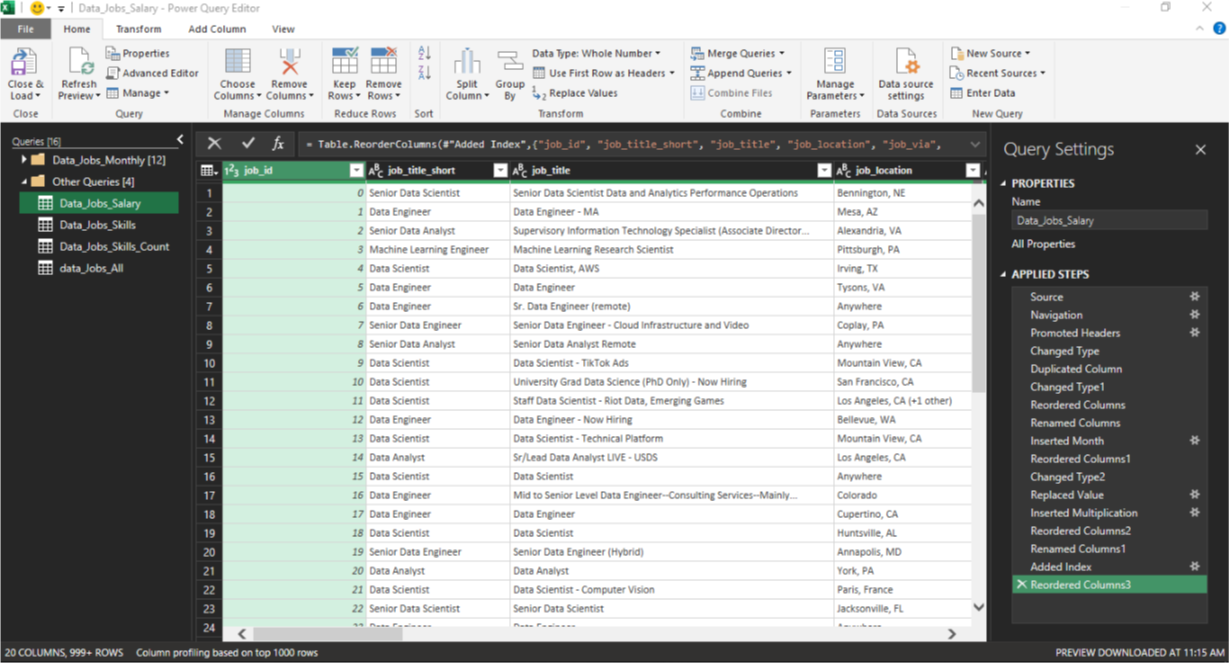 Data_Jobs_Salary - Power Query Editor
File Home Transform Add Column View
Close & Load
Close
Refresh Preview
Properties
Advanced Editor
Manage
Query
Choose Columns
Remove Columns
Manage Columns
Keep Rows
Remove Rows
Reduce Rows
Sort
Split Column
Group By
Data Type: Whole Number
Use First Row as Headers
Replace Values
Transform
Merge Queries
Append Queries
Combine Files
Combine
Manage Parameters
Parameters
Data source settings
Data Sources
New Source
Recent Sources
Enter Data
New Query
Queries [16]
Data_Jobs_Monthly [12]
Other Queries [4]
Data_Jobs_Salary
Data_Jobs_Skills
Data_Jobs_Skills_Count
data_Jobs_All
fx = Table.ReorderColumns(#"Added Index",{"job_id", "job_title_short", "job_title", "job_location", "job_via",
123 job_id ABC job_title_short ABC job_title ABC job_location
1 0 Senior Data Scientist Senior Data Scientist Data and Analytics Performance Operations Bennington, NE
2 1 Data Engineer Data Engineer - MA Mesa, AZ
3 2 Senior Data Analyst Supervisory Information Technology Specialist (Associate Director... Alexandria, VA
4 3 Machine Learning Engineer Machine Learning Research Scientist Pittsburgh, PA
5 4 Data Scientist Data Scientist, AWS Irving, TX
6 5 Data Engineer Data Engineer Tysons, VA
7 6 Data Engineer Sr. Data Engineer (remote) Anywhere
8 7 Senior Data Engineer Senior Data Engineer - Cloud Infrastructure and Video Coplay, PA
9 8 Senior Data Analyst Senior Data Analyst Remote Anywhere
10 9 Data Scientist Data Scientist - TikTok Ads Mountain View, CA
11 10 Data Scientist University Grad Data Science (PhD Only) - Now Hiring San Francisco, CA
12 11 Data Scientist Staff Data Scientist - Riot Data, Emerging Games Los Angeles, CA (+1 other)
13 12 Data Engineer Data Engineer - Now Hiring Bellevue, WA
14 13 Data Scientist Data Scientist - Technical Platform Mountain View, CA
15 14 Data Analyst Sr/Lead Data Analyst LIVE - USDS Los Angeles, CA
16 15 Data Scientist Data Scientist Anywhere
17 16 Data Engineer Mid to Senior Level Data Engineer--Consulting Services--Mainly... Colorado
18 17 Data Engineer Data Engineer Cupertino, CA
19 18 Data Scientist Data Scientist Huntsville, AL
20 19 Senior Data Engineer Senior Data Engineer (Hybrid) Annapolis, MD
21 20 Data Analyst Data Analyst York, PA
22 21 Data Scientist Data Scientist - Computer Vision Paris, France
23 22 Senior Data Scientist Senior Data Scientist Jacksonville, FL
24
Query Settings
PROPERTIES
Name
Data_Jobs_Salary
All Properties
APPLIED STEPS
Source
Navigation
Promoted Headers
Changed Type
Duplicated Column
Changed Type1
Reordered Columns
Renamed Columns
Inserted Month
Reordered Columns1
Changed Type2
Replaced Value
Inserted Multiplication
Reordered Columns2
Renamed Columns1
Added Index
Reordered Columns3
20 COLUMNS, 999+ ROWS Column profiling based on top 1000 rows PREVIEW DOWNLOADED AT 11:15 AM